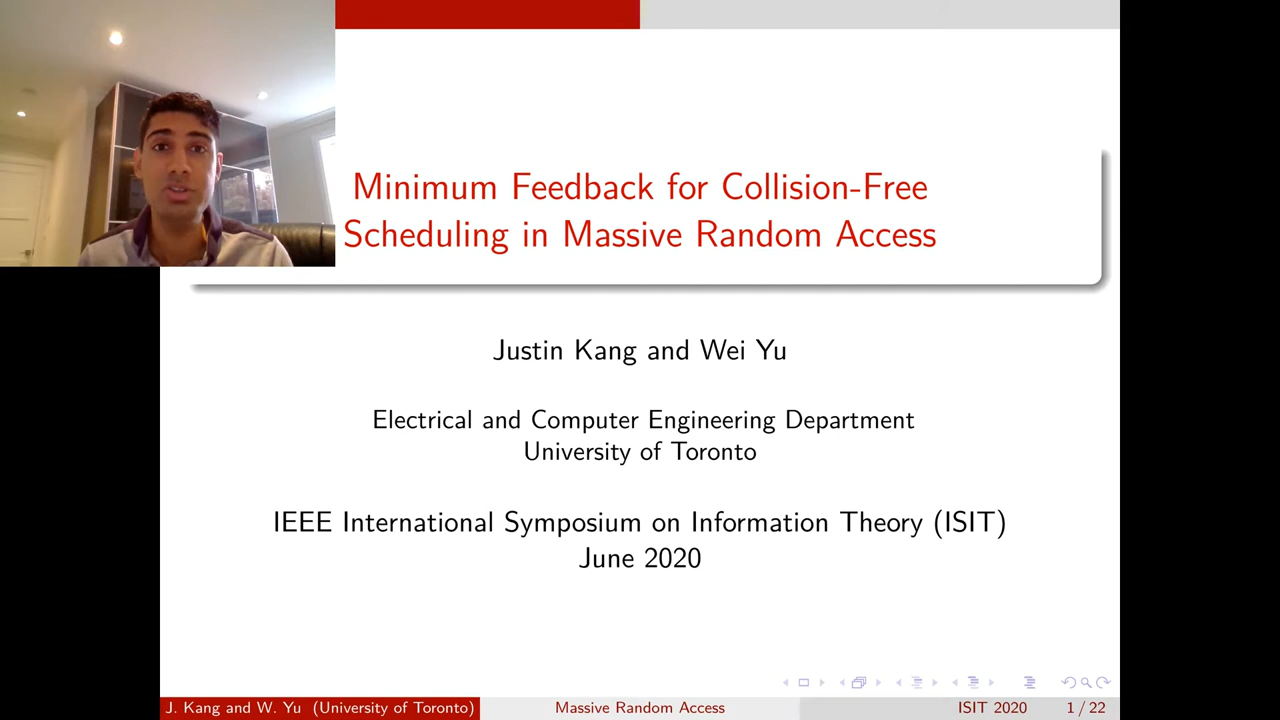 Minimum Feedback for Collision-Free
Scheduling in Massive Random Access
Justin Kang and Wei Yu
Electrical and Computer Engineering Department
University of Toronto
IEEE International Symposium on Information Theory (ISIT)
June 2020
J. Kang and W. Yu (University of Toronto)
Massive Random Access
ISIT 2020
1 / 22